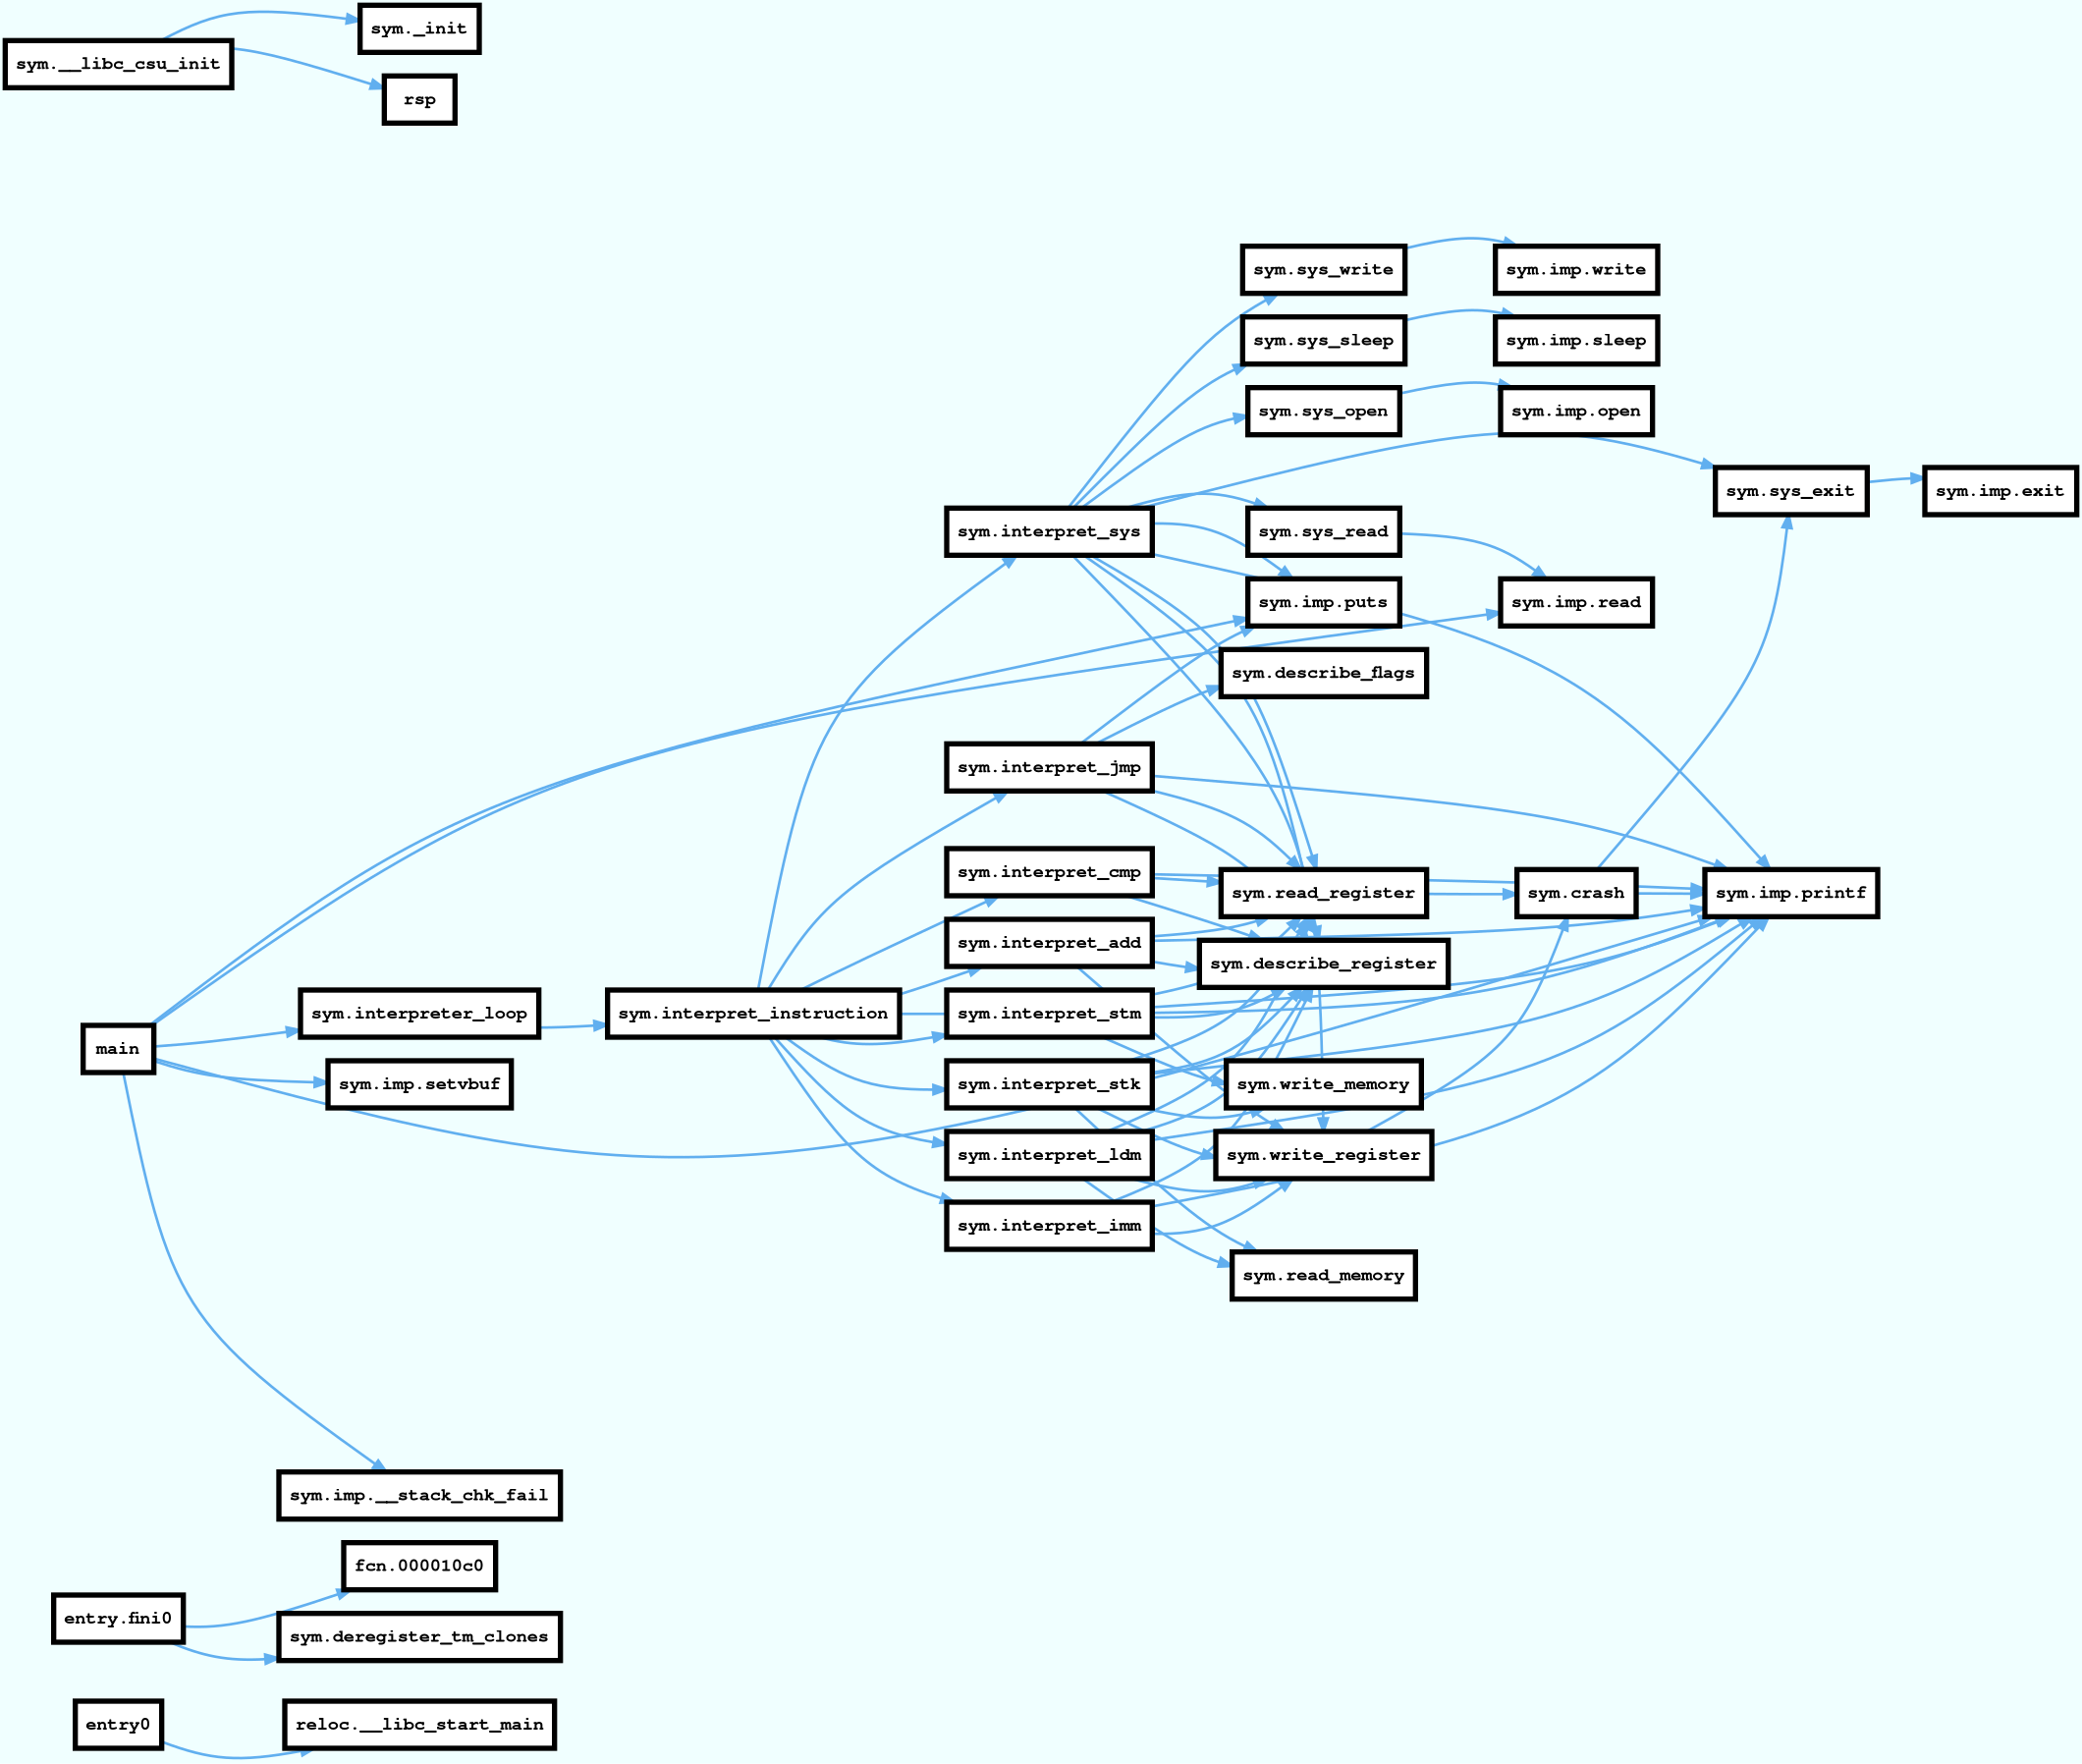 sym._init
sym.__libc_csu_init
rsp
sym.sys_write
sym.imp.write
sym.sys_sleep
sym.imp.sleep
sym.sys_open
sym.imp.open
sym.sys_exit
sym.imp.exit
sym.interpret_sys
sym.sys_read
sym.imp.puts
sym.imp.read
sym.describe_flags
sym.interpret_jmp
sym.interpret_cmp
sym.read_register
sym.crash
sym.imp.printf
sym.interpret_add
sym.describe_register
sym.interpreter_loop
sym.interpret_instruction
sym.interpret_stm
main
sym.imp.setvbuf
sym.interpret_stk
sym.write_memory
sym.interpret_ldm
sym.write_register
sym.interpret_imm
sym.read_memory
sym.imp.__stack_chk_fail
fcn.000010c0
entry.fini0
sym.deregister_tm_clones
entry0
reloc.__libc_start_main